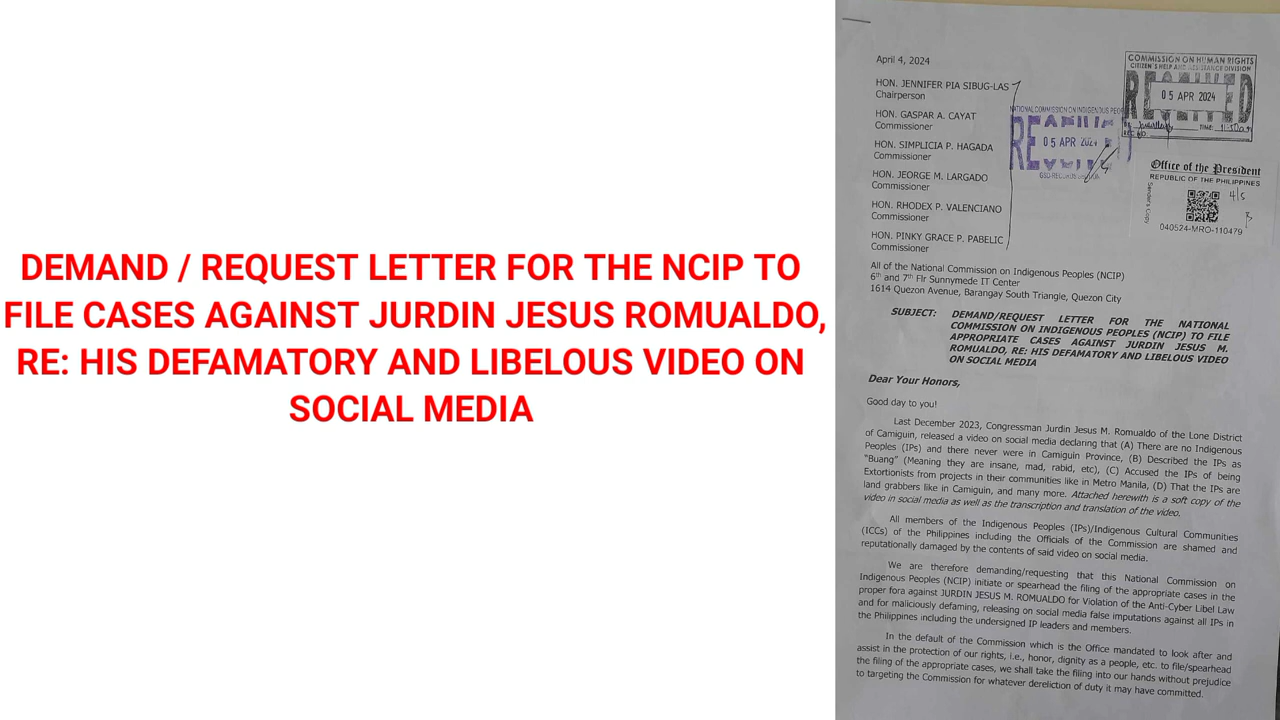 DEMAND / REQUEST LETTER FOR THE NCIP TO
FILE CASES AGAINST JURDIN JESUS ROMUALDO,
RE: HIS DEFAMATORY AND LIBELOUS VIDEO ON
SOCIAL MEDIA
April 4, 2024
COMMISSION ON HUMAN RIGHTS
CITIZEN'S HELP AND ASSISTANCE DIVISION
RECEIVED
05 APR 2024
TIME:
NATIONAL COMMISSION ON INDIGENOUS PEOPLES
RECEIVED
05 APR 2024
GSD-RECORDS SECTION
Office of the President
REPUBLIC OF THE PHILIPPINES
Sender's Copy
4/5
040524-MRO-110479
HON. JENNIFER PIA SIBUG-LAS
Chairperson
HON. GASPAR A. CAYAT
Commissioner
HON. SIMPLICIA P. HAGADA
Commissioner
HON. JEORGE M. LARGADO
Commissioner
HON. RHODEX P. VALENCIANO
Commissioner
HON. PINKY GRACE P. PABELIC
Commissioner
All of the National Commission on Indigenous Peoples (NCIP)
6th and 7th Flr Sunnymede IT Center
1614 Quezon Avenue, Barangay South Triangle, Quezon City
SUBJECT: DEMAND/REQUEST LETTER FOR THE NATIONAL
COMMISSION ON INDIGENOUS PEOPLES (NCIP) TO FILE
APPROPRIATE CASES AGAINST JURDIN JESUS M.
ROMUALDO, RE: HIS DEFAMATORY AND LIBELOUS VIDEO
ON SOCIAL MEDIA
Dear Your Honors,
Good day to you!
Last December 2023, Congressman Jurdin Jesus M. Romualdo of the Lone District
of Camiguin, released a video on social media declaring that (A) There are no Indigenous
Peoples (IPs) and there never were in Camiguin Province, (B) Described the IPs as
"Buang" (Meaning they are insane, mad, rabid, etc), (C) Accused the IPs of being
Extortionists from projects in their communities like in Metro Manila, (D) That the IPs are
land grabbers like in Camiguin, and many more. Attached herewith is a soft copy of the
video in social media as well as the transcription and translation of the video.
All members of the Indigenous Peoples (IPs)/Indigenous Cultural Communities
(ICCs) of the Philippines including the Officials of the Commission are shamed and
reputationally damaged by the contents of said video on social media.
We are therefore demanding/requesting that this National Commission on
Indigenous Peoples (NCIP) initiate or spearhead the filing of the appropriate cases in the
proper fora against JURDIN JESUS M. ROMUALDO for Violation of the Anti-Cyber Libel Law
and for maliciously defaming, releasing on social media false imputations against all IPs in
the Philippines including the undersigned IP leaders and members.
In the default of the Commission which is the Office mandated to look after and
assist in the protection of our rights, i.e., honor, dignity as a people, etc. to file/spearhead
the filing of the appropriate cases, we shall take the filing into our hands without prejudice
to targeting the Commission for whatever dereliction of duty it may have committed.